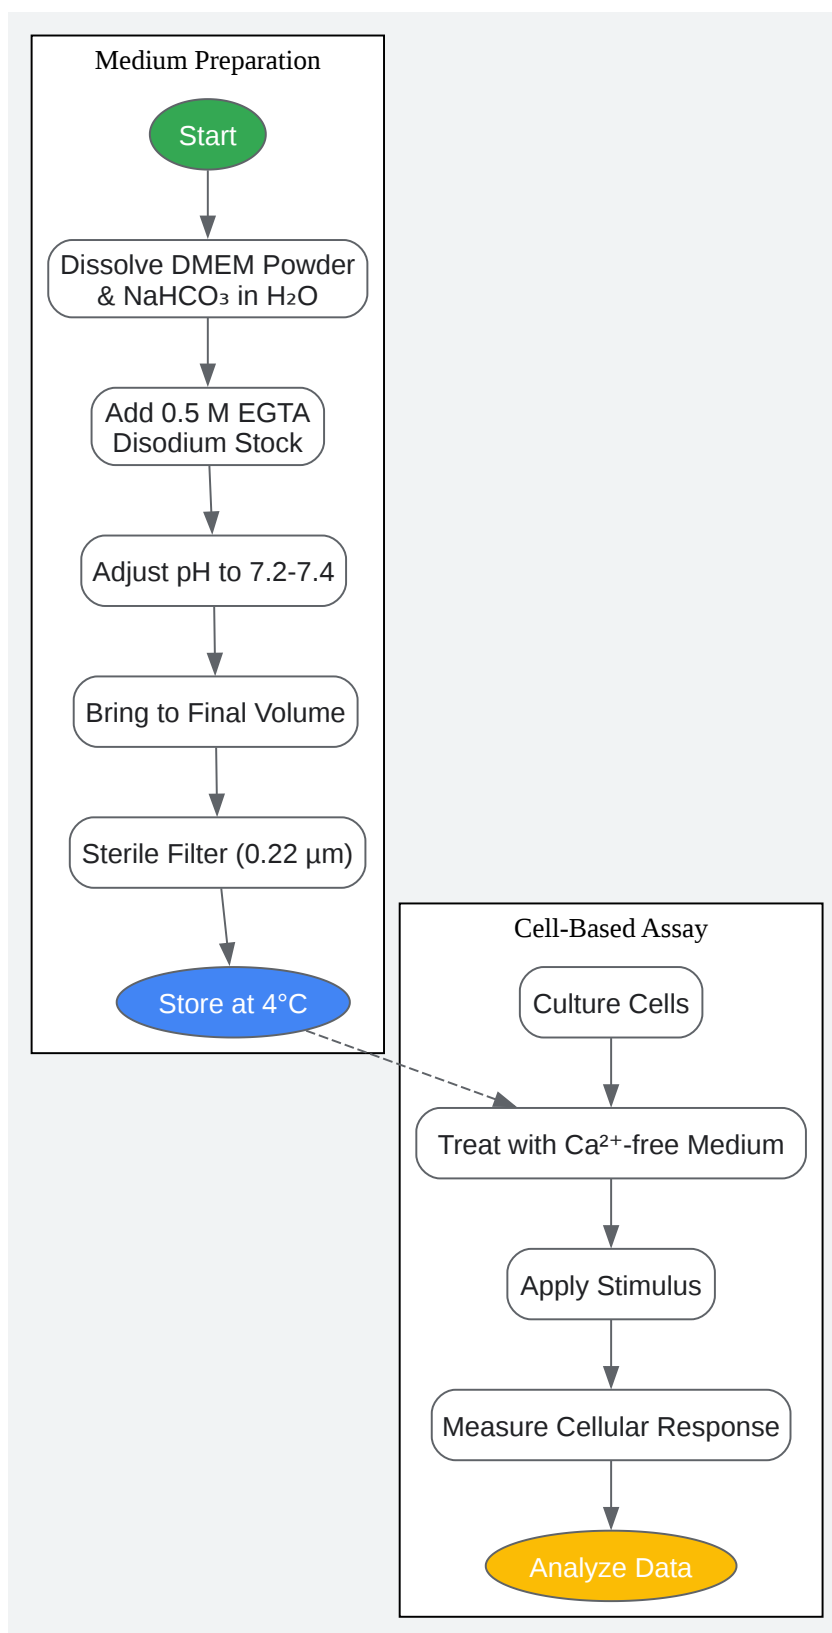 Medium Preparation
Start
Dissolve DMEM Powder
& NaHCO₃ in H₂O
Add 0.5 M EGTA
Disodium Stock
Adjust pH to 7.2-7.4
Bring to Final Volume
Sterile Filter (0.22 µm)
Store at 4°C
Cell-Based Assay
Culture Cells
Treat with Ca²⁺-free Medium
Apply Stimulus
Measure Cellular Response
Analyze Data